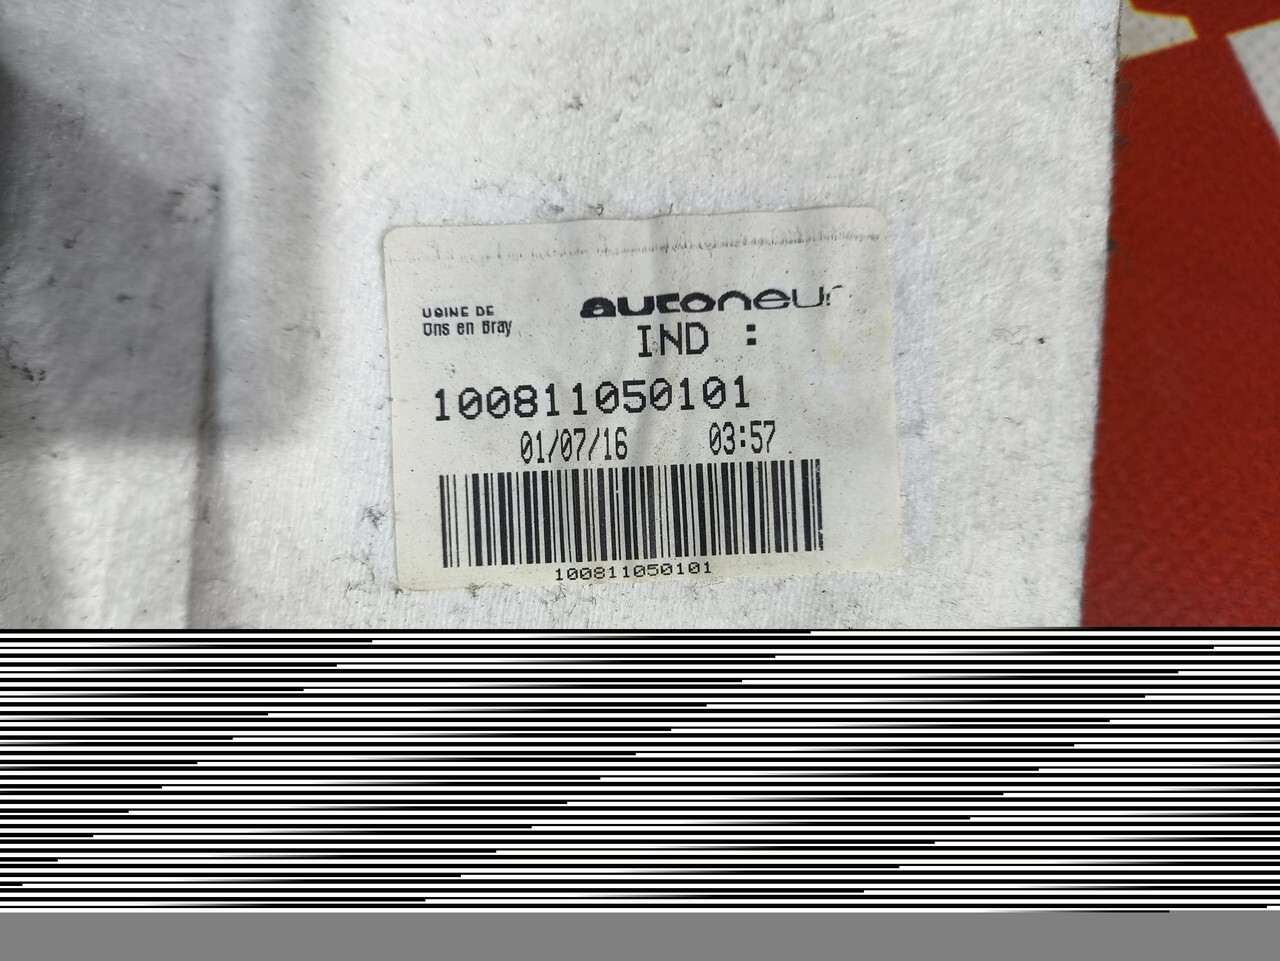 USINE DE
Ons en Bray
autoneum
IND :
100811050101
01/07/16 03:57
100811050101